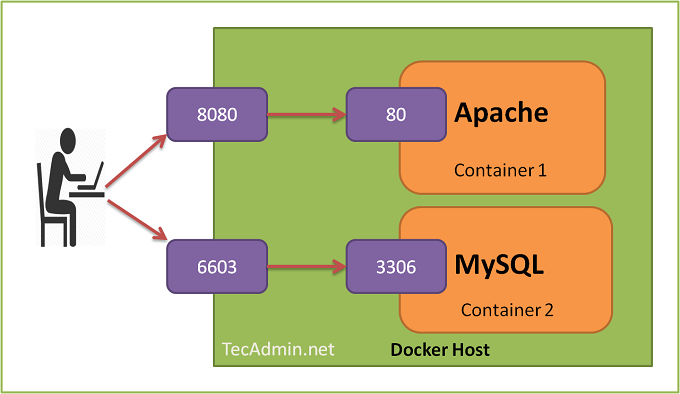 8080
80
Apache
Container 1
6603
3306
MySQL
Container 2
TecAdmin.net
Docker Host